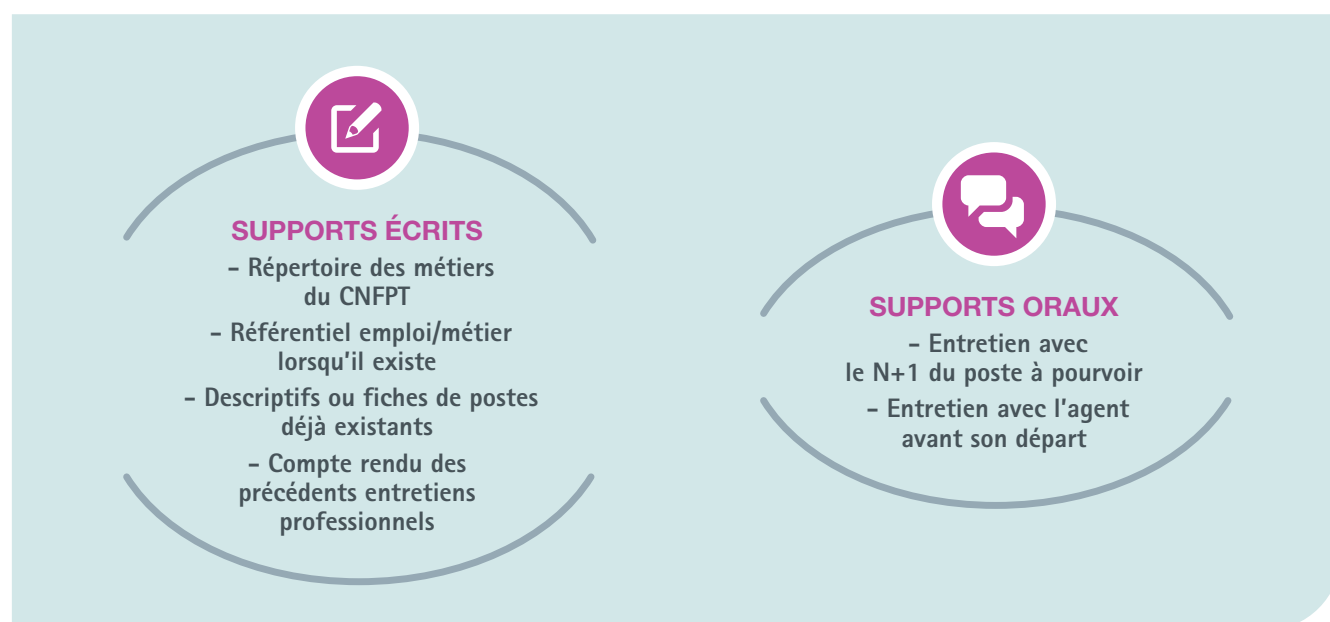 SUPPORTS ÉCRITS
– Répertoire des métiers
du CNFPT
– Référentiel emploi/métier
lorsqu'il existe
– Descriptifs ou fiches de postes
déjà existants
– Compte rendu des
précédents entretiens
professionnels
SUPPORTS ORAUX
– Entretien avec
le N+1 du poste à pourvoir
– Entretien avec l'agent
avant son départ